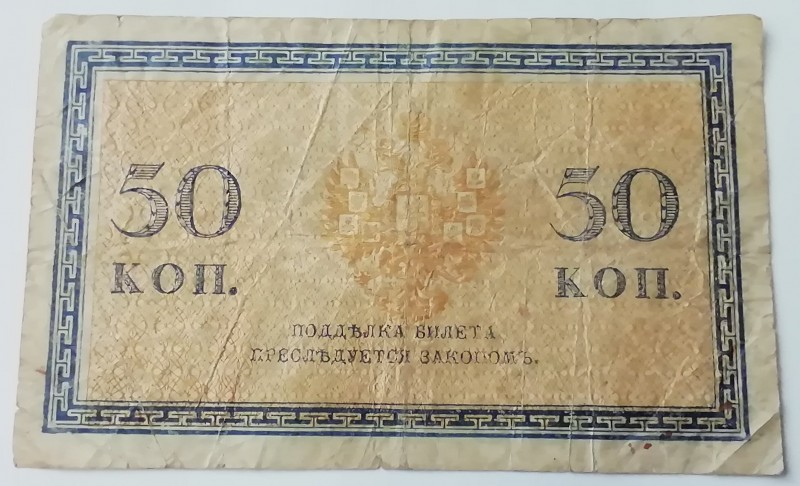 50 50
КОП. КОП.
ПОДДѢЛКА БИЛЕТА
ПРЕСЛѢДУЕТСЯ ЗАКОНОМЪ.